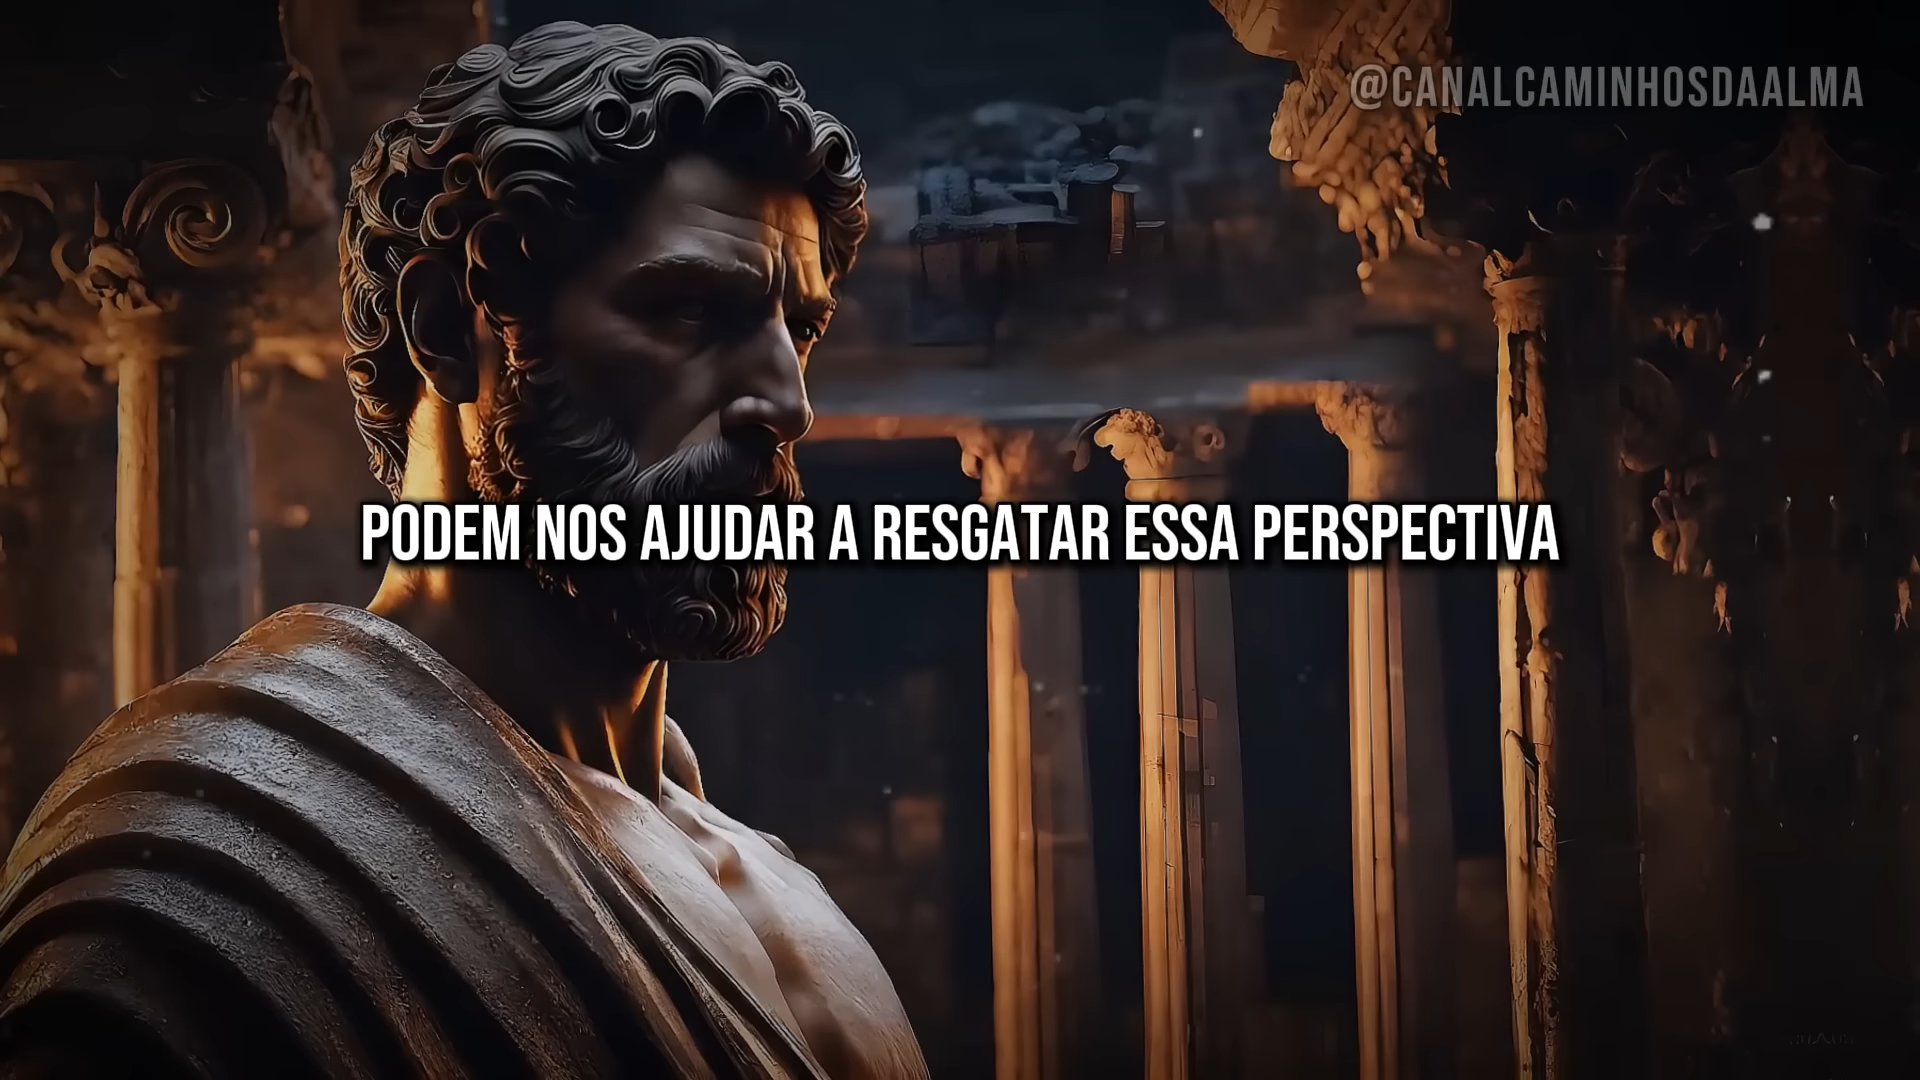 @CANALCAMINHOSDAALMA
PODEM NOS AJUDAR A RESGATAR ESSA PERSPECTIVA